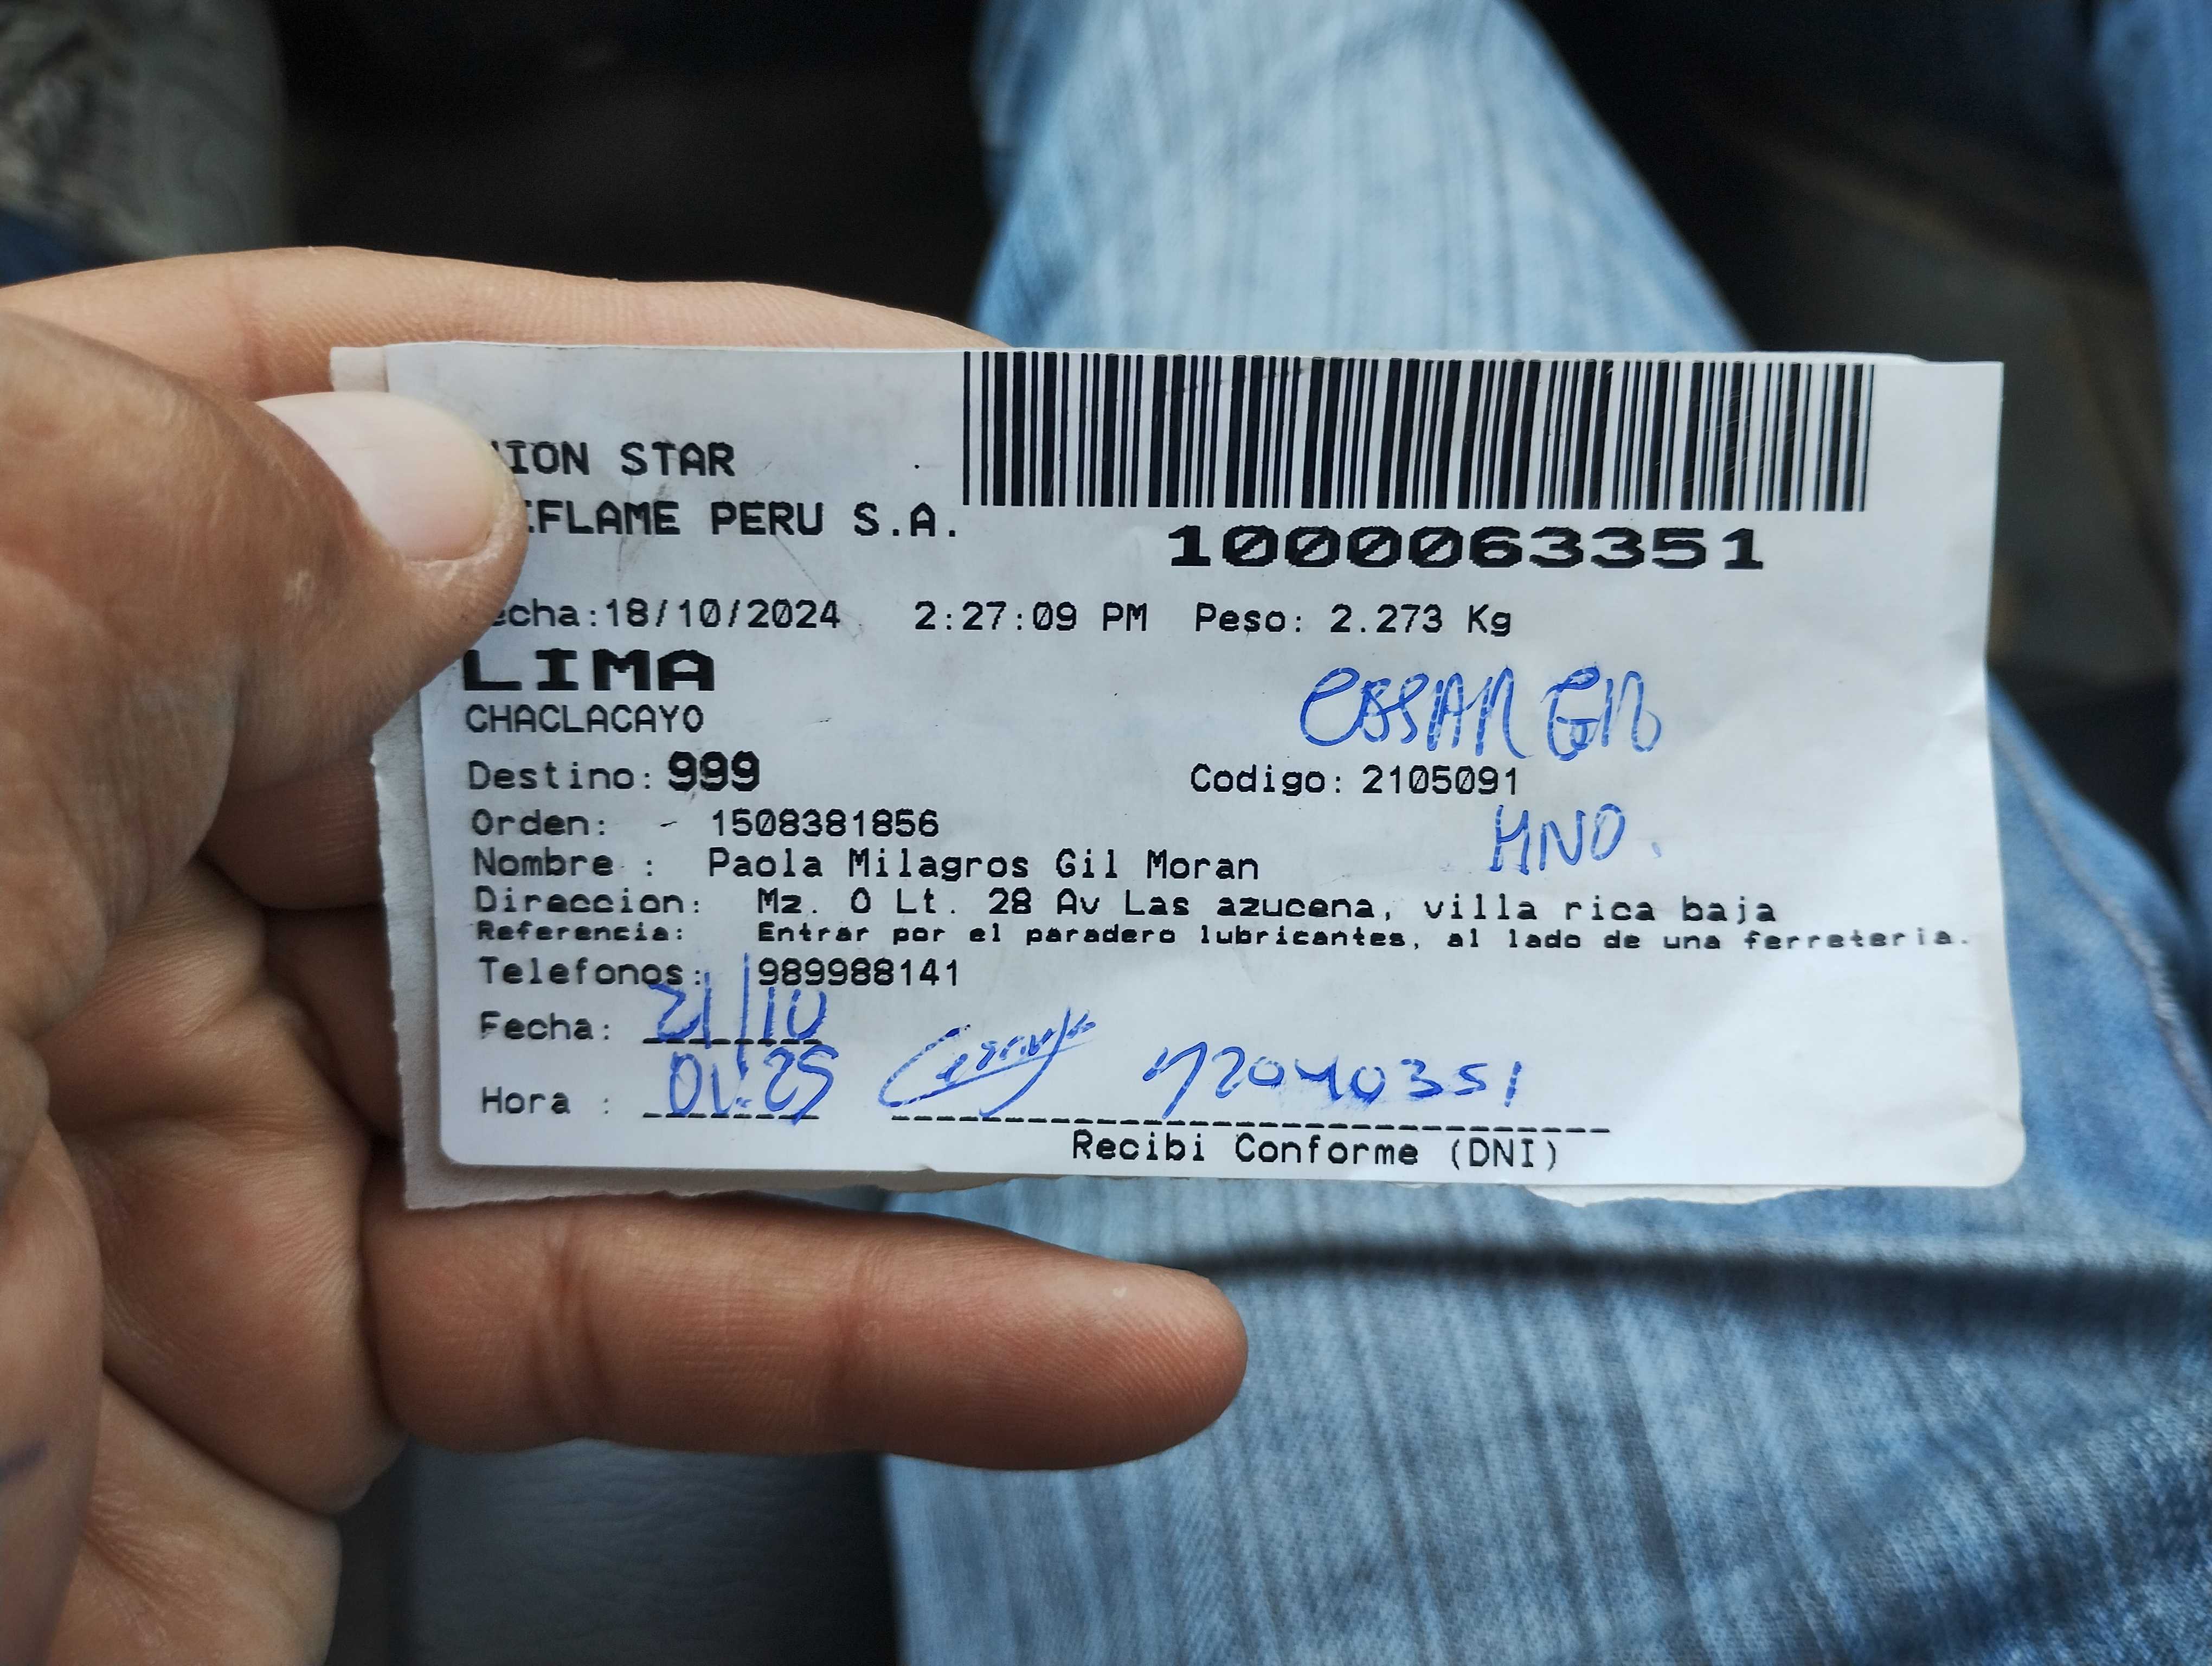 ION STAR
IFLAME PERU S.A.
1000063351
echa:18/10/2024 2:27:09 PM Peso: 2.273 Kg
LIMA
CHACLACAYO
Destino: 999 Codigo: 2105091
HNO.
Orden: - 1508381856
Nombre : Paola Milagros Gil Moran
Direccion: Mz. O Lt. 28 Av Las azucena, villa rica baja
Referencia: Entrar por el paradero lubricantes, al lado de una ferreteria.
Telefonos: 989988141
Fecha: 21/10
Hora : 01:25 72040351
Recibi Conforme (DNI)